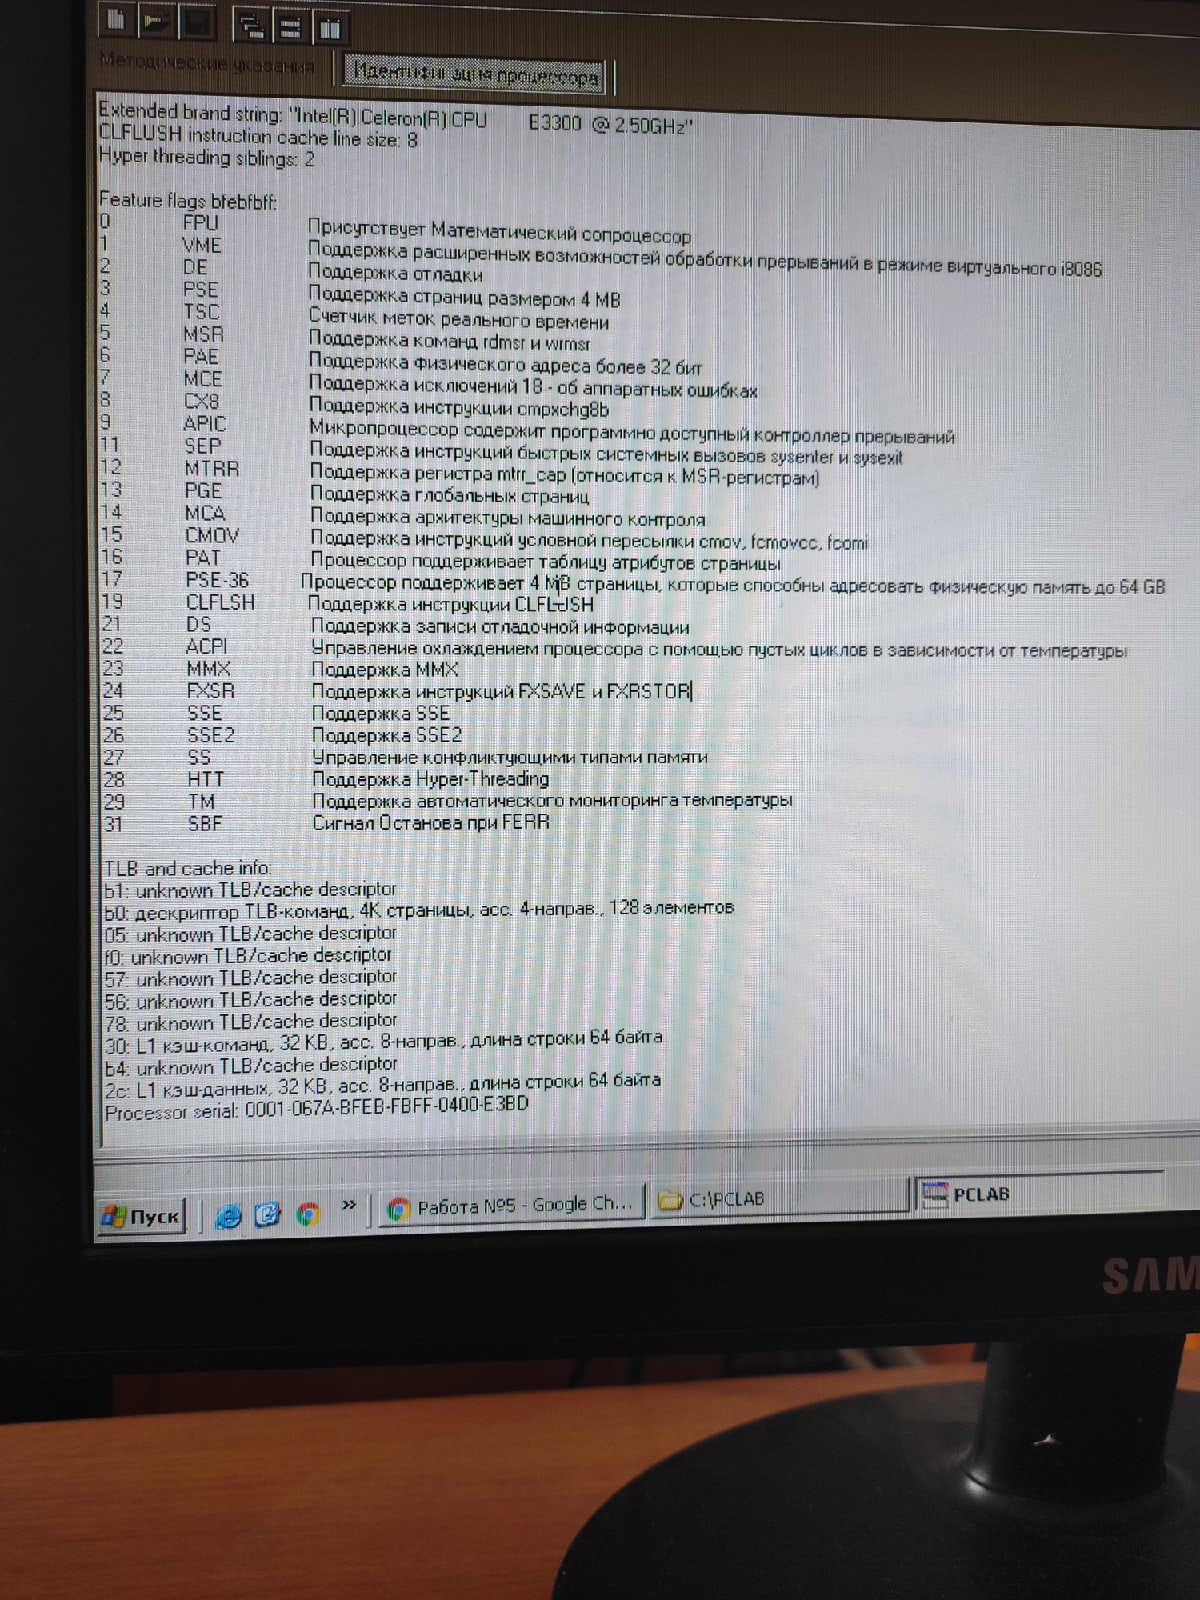 Методические указания
Идентификация процессора
Extended brand string: "Intel(R) Celeron(R) CPU E3300 @ 2.50GHz"
CLFLUSH instruction cache line size: 8
Hyper threading siblings: 2
Feature flags bfebfbff:
0 FPU Присутствует Математический сопроцессор
1 VME Поддержка расширенных возможностей обработки прерываний в режиме виртуального i8086
2 DE Поддержка отладки
3 PSE Поддержка страниц размером 4 MB
4 TSC Счетчик меток реального времени
5 MSR Поддержка команд rdmsr и wrmsr
6 PAE Поддержка физического адреса более 32 бит
7 MCE Поддержка исключений 18 - об аппаратных ошибках
8 CX8 Поддержка инструкции cmpxchg8b
9 APIC Микропроцессор содержит программно доступный контроллер прерываний
11 SEP Поддержка инструкций быстрых системных вызовов sysenter и sysexit
12 MTRR Поддержка регистра mtrr_cap (относится к MSR-регистрам)
13 PGE Поддержка глобальных страниц
14 MCA Поддержка архитектуры машинного контроля
15 CMOV Поддержка инструкций условной пересылки cmov, fcmovcc, fcomi
16 PAT Процессор поддерживает таблицу атрибутов страницы
17 PSE-36 Процессор поддерживает 4 MB страницы, которые способны адресовать физическую память до 64 GB
19 CLFLSH Поддержка инструкции CLFLUSH
21 DS Поддержка записи отладочной информации
22 ACPI Управление охлаждением процессора с помощью пустых циклов в зависимости от температуры
23 MMX Поддержка MMX
24 FXSR Поддержка инструкций FXSAVE и FXRSTOR
25 SSE Поддержка SSE
26 SSE2 Поддержка SSE2
27 SS Управление конфликтующими типами памяти
28 HTT Поддержка Hyper-Threading
29 TM Поддержка автоматического мониторинга температуры
31 SBF Сигнал Останова при FERR
TLB and cache info:
b1: unknown TLB/cache descriptor
b0: дескриптор TLB-команд, 4K страницы, асс. 4-направ., 128 элементов
05: unknown TLB/cache descriptor
f0: unknown TLB/cache descriptor
57: unknown TLB/cache descriptor
56: unknown TLB/cache descriptor
78: unknown TLB/cache descriptor
30: L1 кэш-команд, 32 KB, асс. 8-направ., длина строки 64 байта
b4: unknown TLB/cache descriptor
2c: L1 кэш-данных, 32 KB, асс. 8-направ., длина строки 64 байта
Processor serial: 0001-067A-BFEB-FBFF-0400-E3BD
Пуск
»
Работа №5 - Google Ch...
C:\PCLAB
PCLAB
SAM